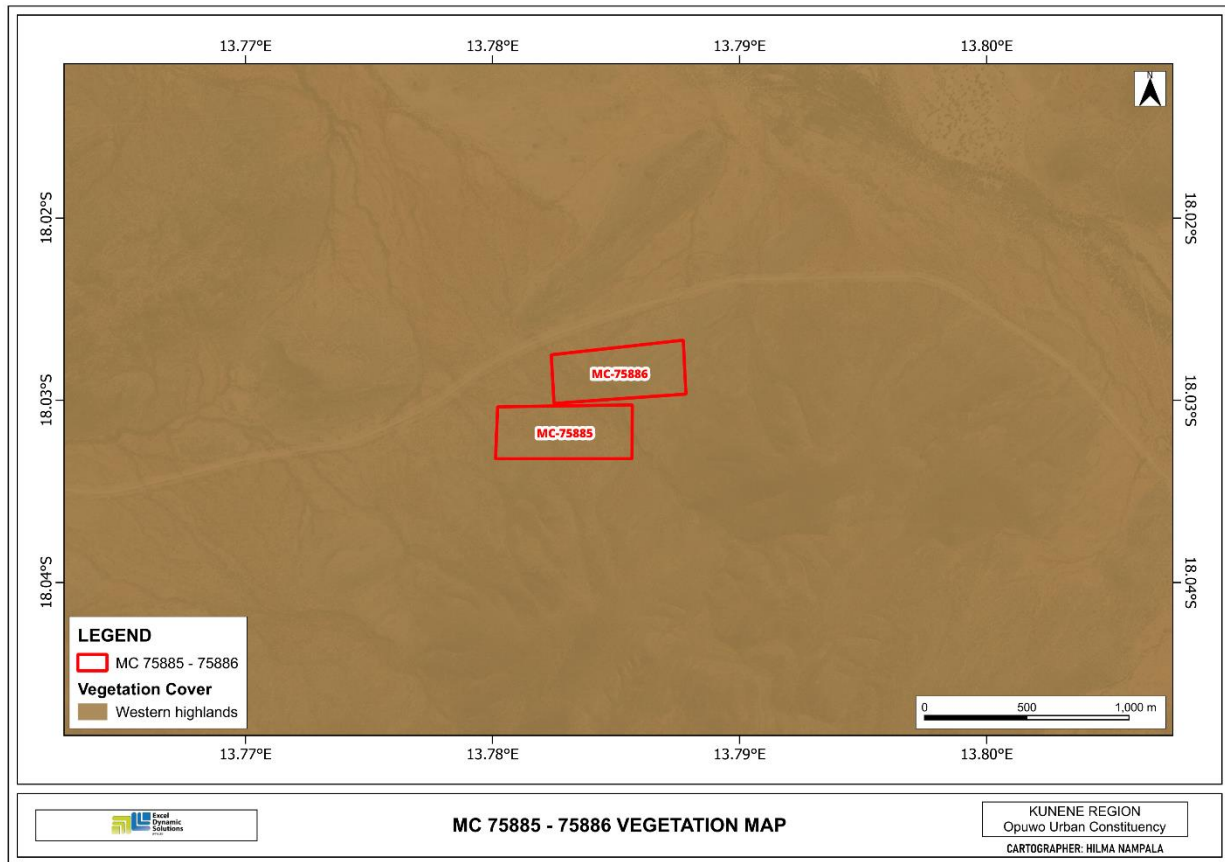 13.77°E 13.78°E 13.79°E 13.80°E
N
18.02°S 18.02°S
MC-75886
18.03°S 18.03°S
MC-75885
18.04°S 18.04°S
LEGEND
MC 75885 - 75886
Vegetation Cover
Western highlands
0 500 1,000 m
13.77°E 13.78°E 13.79°E 13.80°E
Excel
Dynamic
Solutions
MC 75885 - 75886 VEGETATION MAP
KUNENE REGION
Opuwo Urban Constituency
CARTOGRAPHER: HILMA NAMPALA